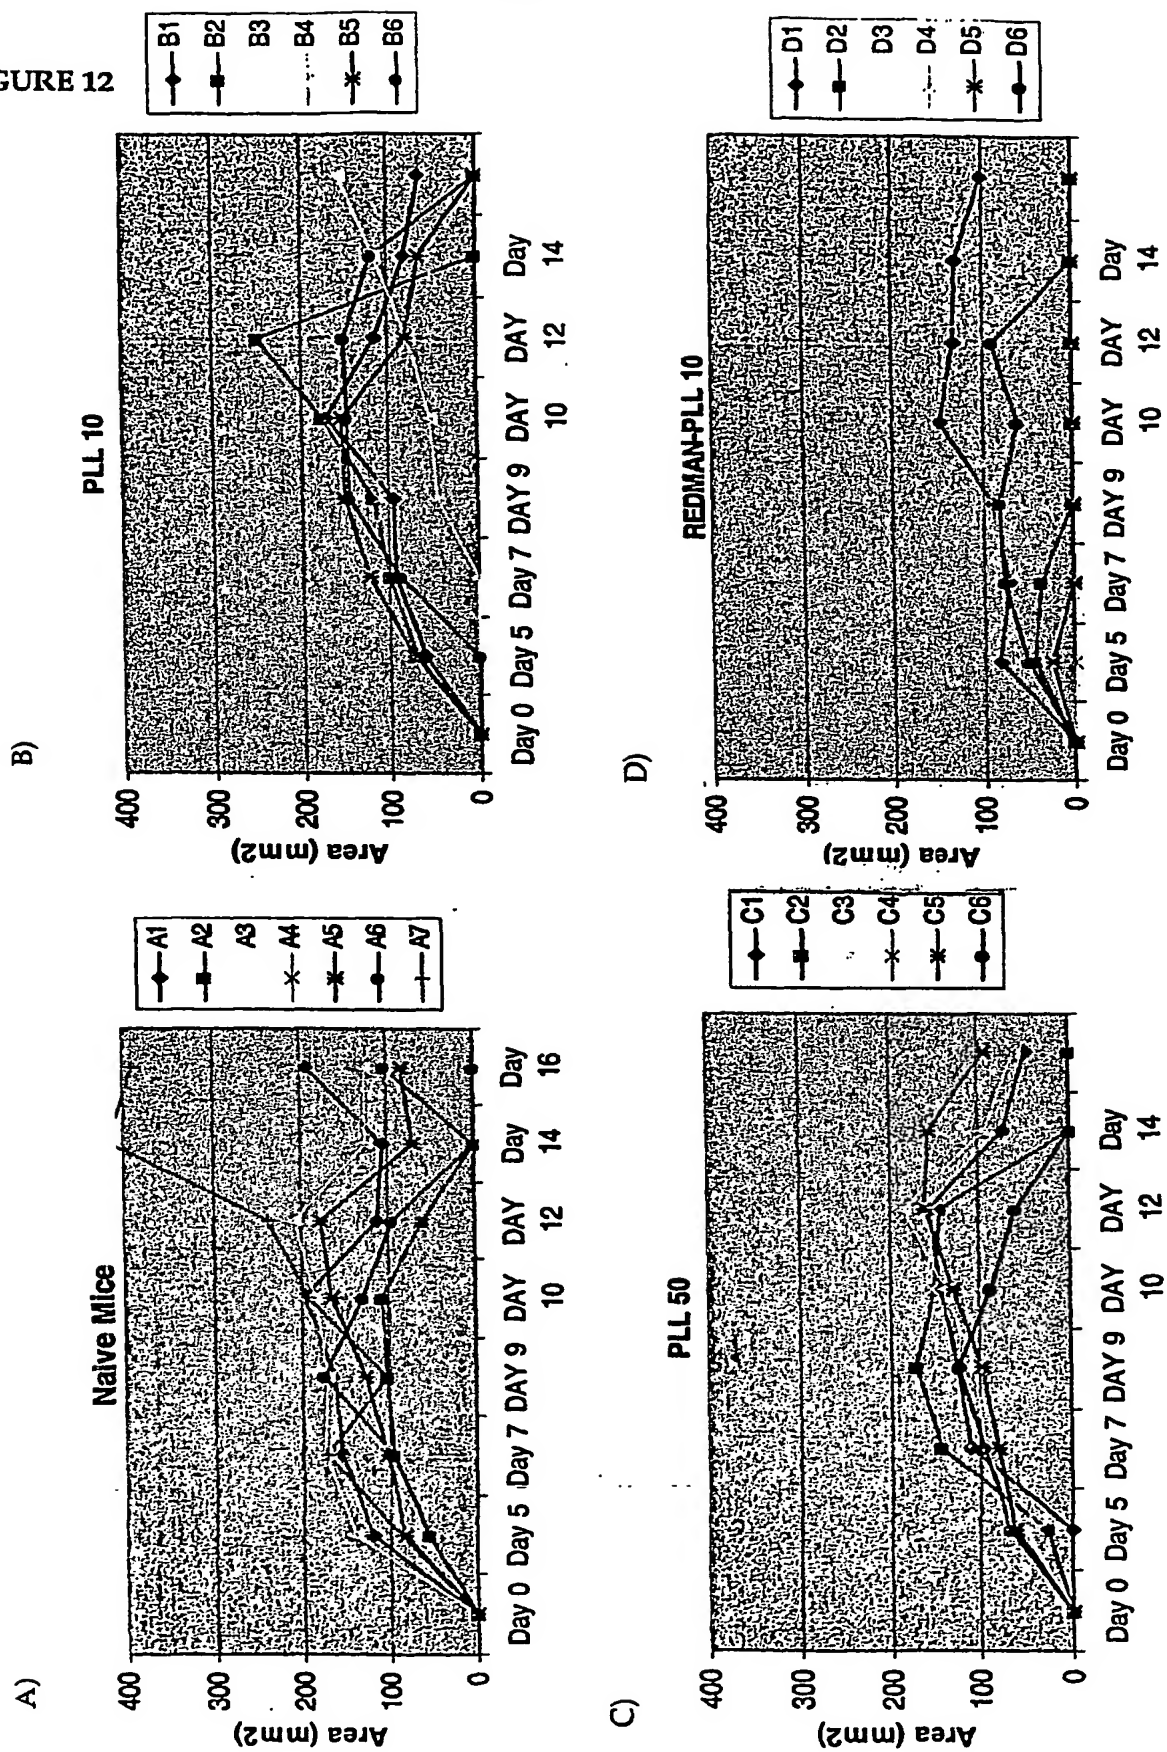 GURE 12
A)
Naive Mice
Area (mm2)
400
300
200
100
0
Day 0 Day 5 Day 7 DAY 9 DAY DAY Day Day
10 12 14 16
A1
A2
A3
A4
A5
A6
A7
B)
PLL 10
Area (mm2)
400
300
200
100
0
Day 0 Day 5 Day 7 DAY 9 DAY DAY Day
10 12 14
B1
B2
B3
B4
B5
B6
C)
PLL 50
Area (mm2)
400
300
200
100
0
Day 0 Day 5 Day 7 DAY 9 DAY DAY Day
10 12 14
C1
C2
C3
C4
C5
C6
D)
REDMAN-PLL 10
Area (mm2)
400
300
200
100
0
Day 0 Day 5 Day 7 DAY 9 DAY DAY Day
10 12 14
D1
D2
D3
D4
D5
D6